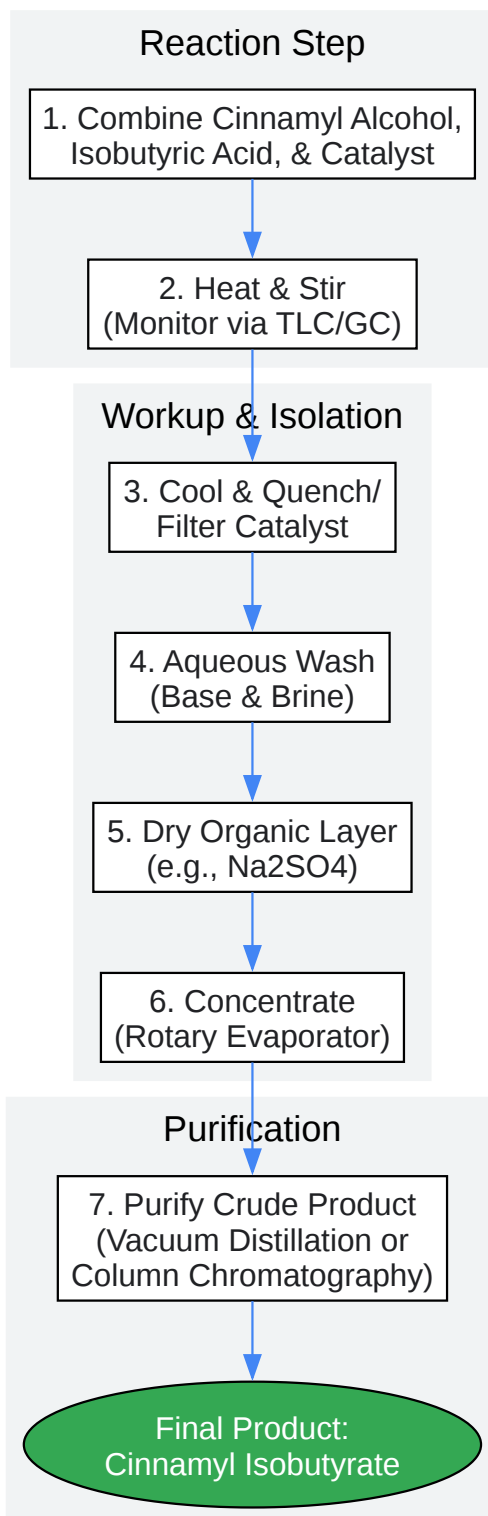 Reaction Step
1. Combine Cinnamyl Alcohol,
Isobutyric Acid, & Catalyst
2. Heat & Stir
(Monitor via TLC/GC)
Workup & Isolation
3. Cool & Quench/
Filter Catalyst
4. Aqueous Wash
(Base & Brine)
5. Dry Organic Layer
(e.g., Na2SO4)
6. Concentrate
(Rotary Evaporator)
Purification
7. Purify Crude Product
(Vacuum Distillation or
Column Chromatography)
Final Product:
Cinnamyl Isobutyrate